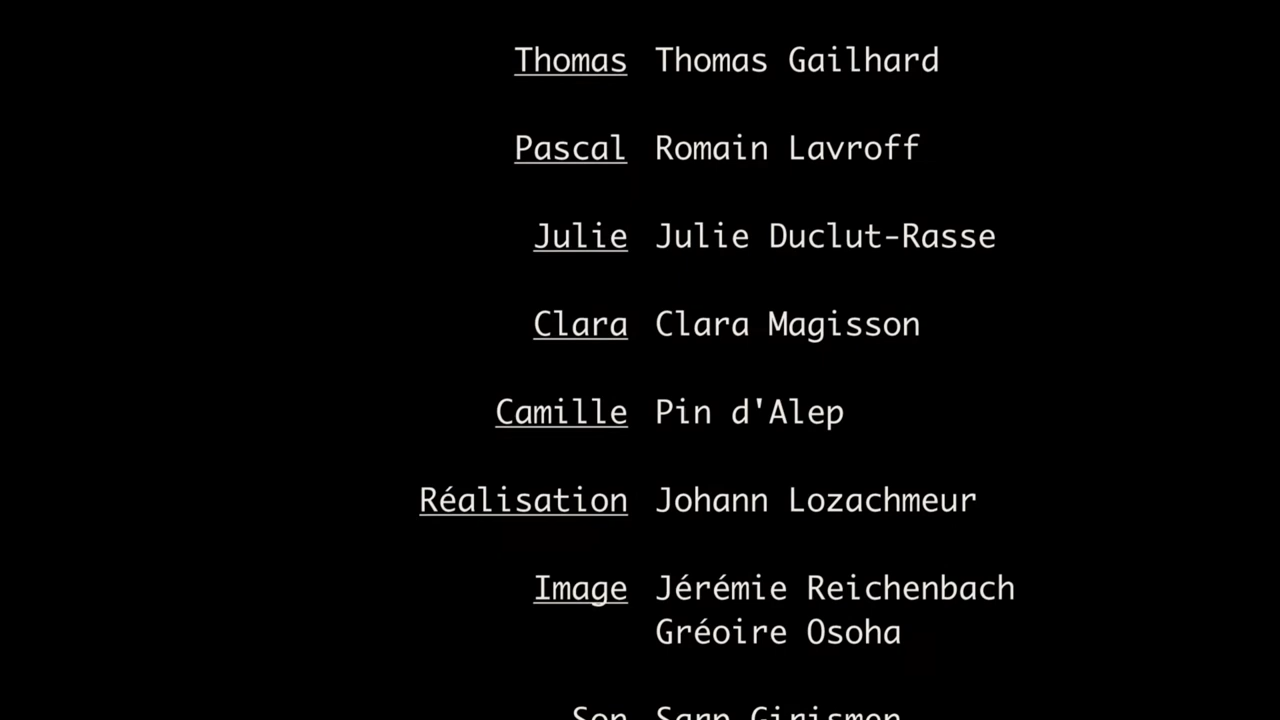 Thomas Thomas Gailhard
Pascal Romain Lavroff
Julie Julie Duclut-Rasse
Clara Clara Magisson
Camille Pin d'Alep
Réalisation Johann Lozachmeur
Image Jérémie Reichenbach
Gréoire Osoha
Son